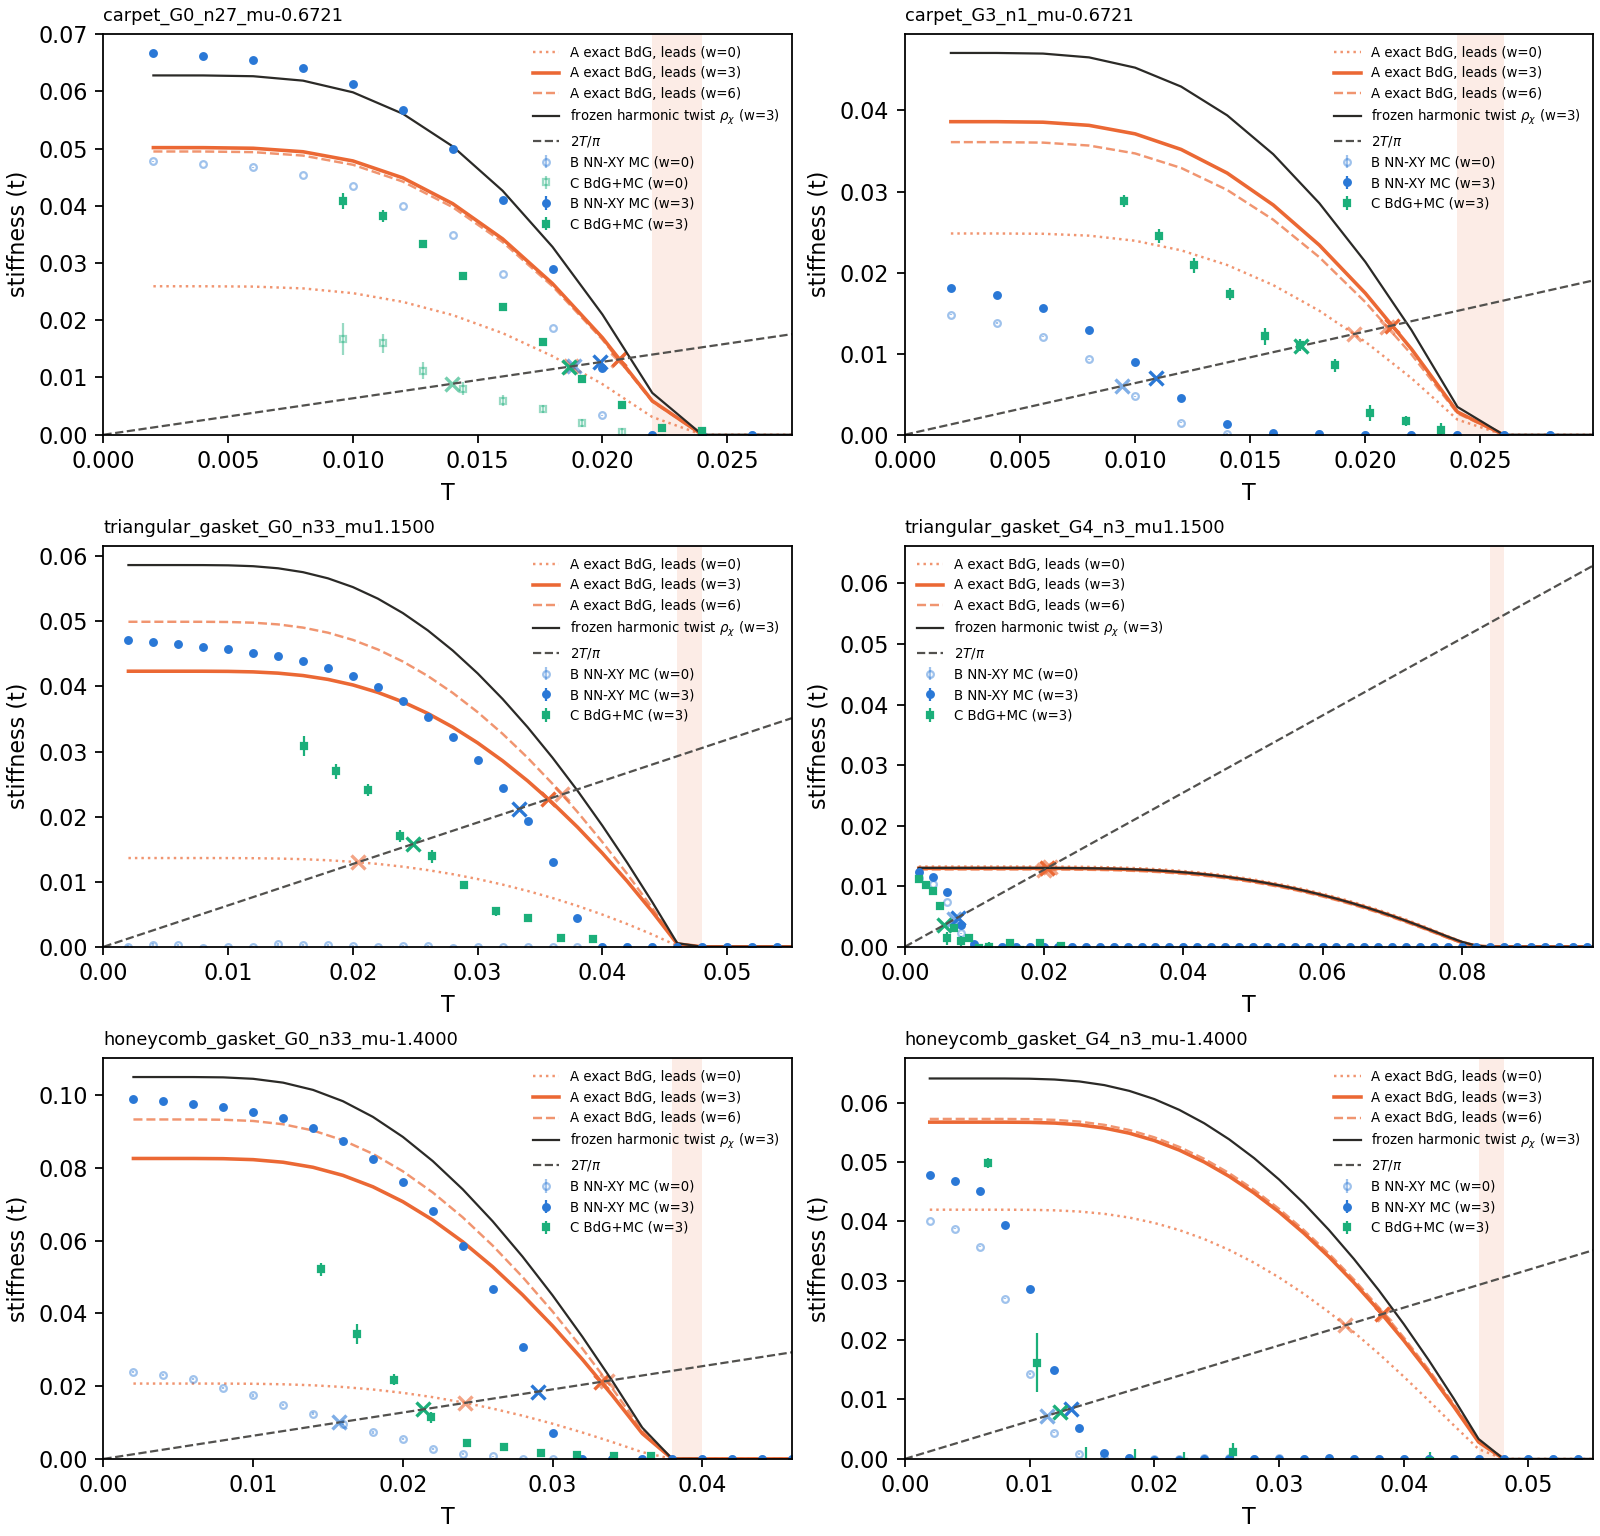 carpet_G0_n27_mu-0.6721
stiffness (t)
0.07
0.06
0.05
0.04
0.03
0.02
0.01
0.00
0.000
0.005
0.010
0.015
0.020
0.025
T
A exact BdG, leads (w=0)
A exact BdG, leads (w=3)
A exact BdG, leads (w=6)
frozen harmonic twist ρχ (w=3)
2T/π
B NN-XY MC (w=0)
C BdG+MC (w=0)
B NN-XY MC (w=3)
C BdG+MC (w=3)
carpet_G3_n1_mu-0.6721
stiffness (t)
0.04
0.03
0.02
0.01
0.00
0.000
0.005
0.010
0.015
0.020
0.025
T
A exact BdG, leads (w=0)
A exact BdG, leads (w=3)
A exact BdG, leads (w=6)
frozen harmonic twist ρχ (w=3)
2T/π
B NN-XY MC (w=0)
B NN-XY MC (w=3)
C BdG+MC (w=3)
triangular_gasket_G0_n33_mu1.1500
stiffness (t)
0.06
0.05
0.04
0.03
0.02
0.01
0.00
0.00
0.01
0.02
0.03
0.04
0.05
T
A exact BdG, leads (w=0)
A exact BdG, leads (w=3)
A exact BdG, leads (w=6)
frozen harmonic twist ρχ (w=3)
2T/π
B NN-XY MC (w=0)
B NN-XY MC (w=3)
C BdG+MC (w=3)
triangular_gasket_G4_n3_mu1.1500
stiffness (t)
0.06
0.05
0.04
0.03
0.02
0.01
0.00
0.00
0.02
0.04
0.06
0.08
T
A exact BdG, leads (w=0)
A exact BdG, leads (w=3)
A exact BdG, leads (w=6)
frozen harmonic twist ρχ (w=3)
2T/π
B NN-XY MC (w=0)
B NN-XY MC (w=3)
C BdG+MC (w=3)
honeycomb_gasket_G0_n33_mu-1.4000
stiffness (t)
0.10
0.08
0.06
0.04
0.02
0.00
0.00
0.01
0.02
0.03
0.04
T
A exact BdG, leads (w=0)
A exact BdG, leads (w=3)
A exact BdG, leads (w=6)
frozen harmonic twist ρχ (w=3)
2T/π
B NN-XY MC (w=0)
B NN-XY MC (w=3)
C BdG+MC (w=3)
honeycomb_gasket_G4_n3_mu-1.4000
stiffness (t)
0.06
0.05
0.04
0.03
0.02
0.01
0.00
0.00
0.01
0.02
0.03
0.04
0.05
T
A exact BdG, leads (w=0)
A exact BdG, leads (w=3)
A exact BdG, leads (w=6)
frozen harmonic twist ρχ (w=3)
2T/π
B NN-XY MC (w=0)
B NN-XY MC (w=3)
C BdG+MC (w=3)